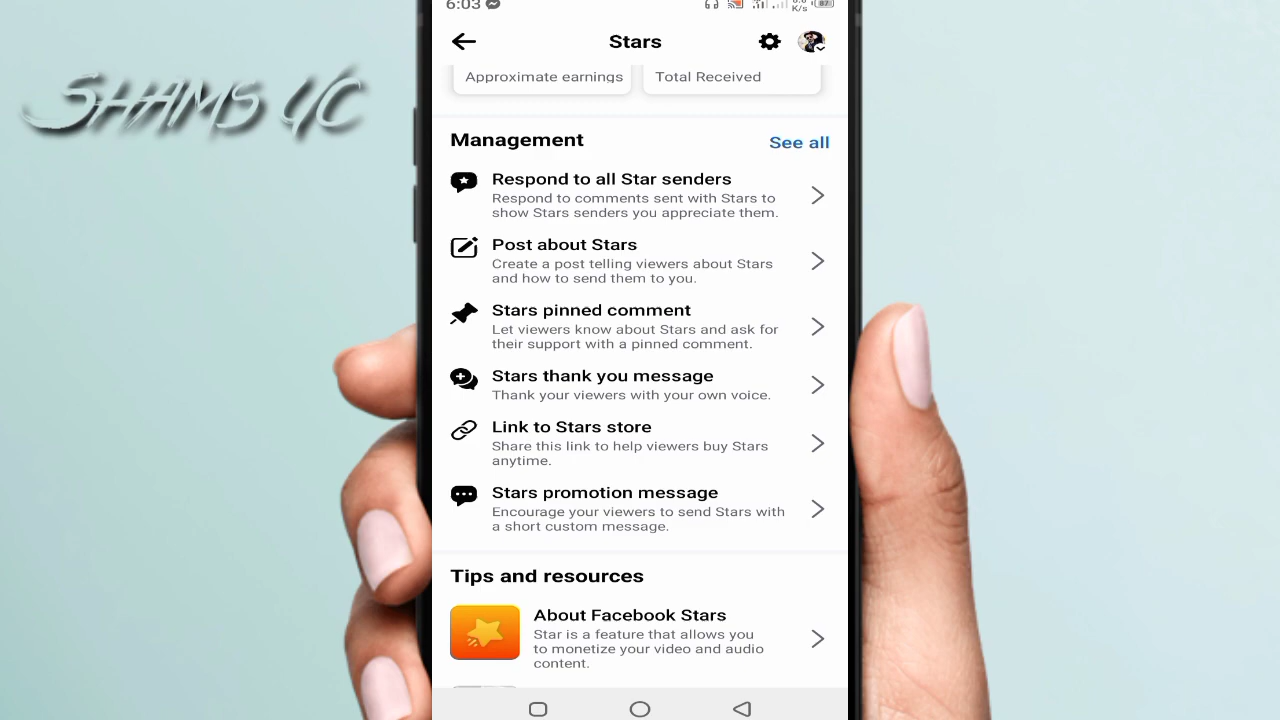 6:03
SHAMS YC
Stars
Approximate earnings
Total Received
Management
See all
Respond to all Star senders
Respond to comments sent with Stars to
show Stars senders you appreciate them.
Post about Stars
Create a post telling viewers about Stars
and how to send them to you.
Stars pinned comment
Let viewers know about Stars and ask for
their support with a pinned comment.
Stars thank you message
Thank your viewers with your own voice.
Link to Stars store
Share this link to help viewers buy Stars
anytime.
Stars promotion message
Encourage your viewers to send Stars with
a short custom message.
Tips and resources
About Facebook Stars
Star is a feature that allows you
to monetize your video and audio
content.